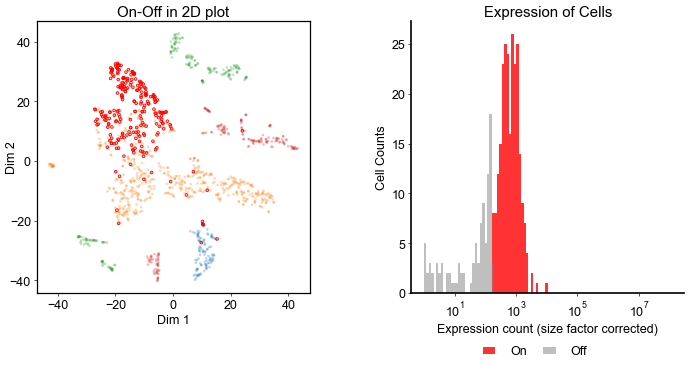 On-Off in 2D plot
40
20
0
−20
−40
−40 −20 0 20 40
Dim 2
Dim 1
Expression of Cells
25
20
15
10
5
0
10^1 10^3 10^5 10^7
Cell Counts
Expression count (size factor corrected)
On Off